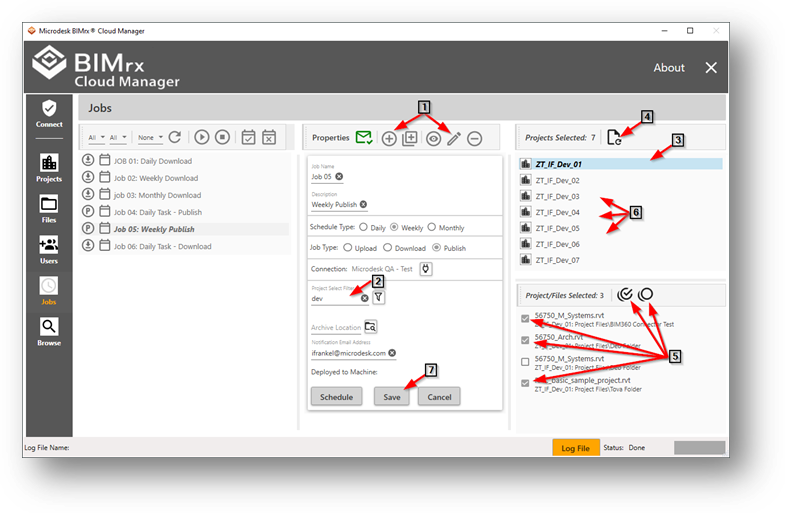 Microdesk BIMrx ® Cloud Manager
BIMrx
Cloud Manager
About
Connect
Projects
Files
Users
Jobs
Browse
Jobs
All All None
JOB 01: Daily Download
Job 02: Weekly Download
job 03: Monthly Download
Job 04: Daily Task - Publish
Job 05: Weekly Publish
Job 06: Daily Task - Download
Properties
1
Job Name
Job 05
Description
Weekly Publish
Schedule Type: Daily Weekly Monthly
Job Type: Upload Download Publish
Connection: Microdesk QA - Test
2
Project Select Filter
dev
Archive Location
Notification Email Address
ifrankel@microdesk.com
Deployed to Machine:
7
Schedule Save Cancel
Projects Selected: 7
4
3
ZT_IF_Dev_01
ZT_IF_Dev_02
ZT_IF_Dev_03
ZT_IF_Dev_04
6
ZT_IF_Dev_05
ZT_IF_Dev_06
ZT_IF_Dev_07
Project/Files Selected: 3
56750_M_Systems.rvt
ZT_IF_Dev_01: Project Files\BIM360 Connector Test
56750_Arch.rvt
ZT_IF_Dev_01: Project Files\Deb Folder
5
56750_M_Systems.rvt
ZT_IF_Dev_01: Project Files\Deb Folder
basic_sample_project.rvt
ZT_IF_Dev_01: Project Files\Tova Folder
Log File Name:
Log File
Status: Done